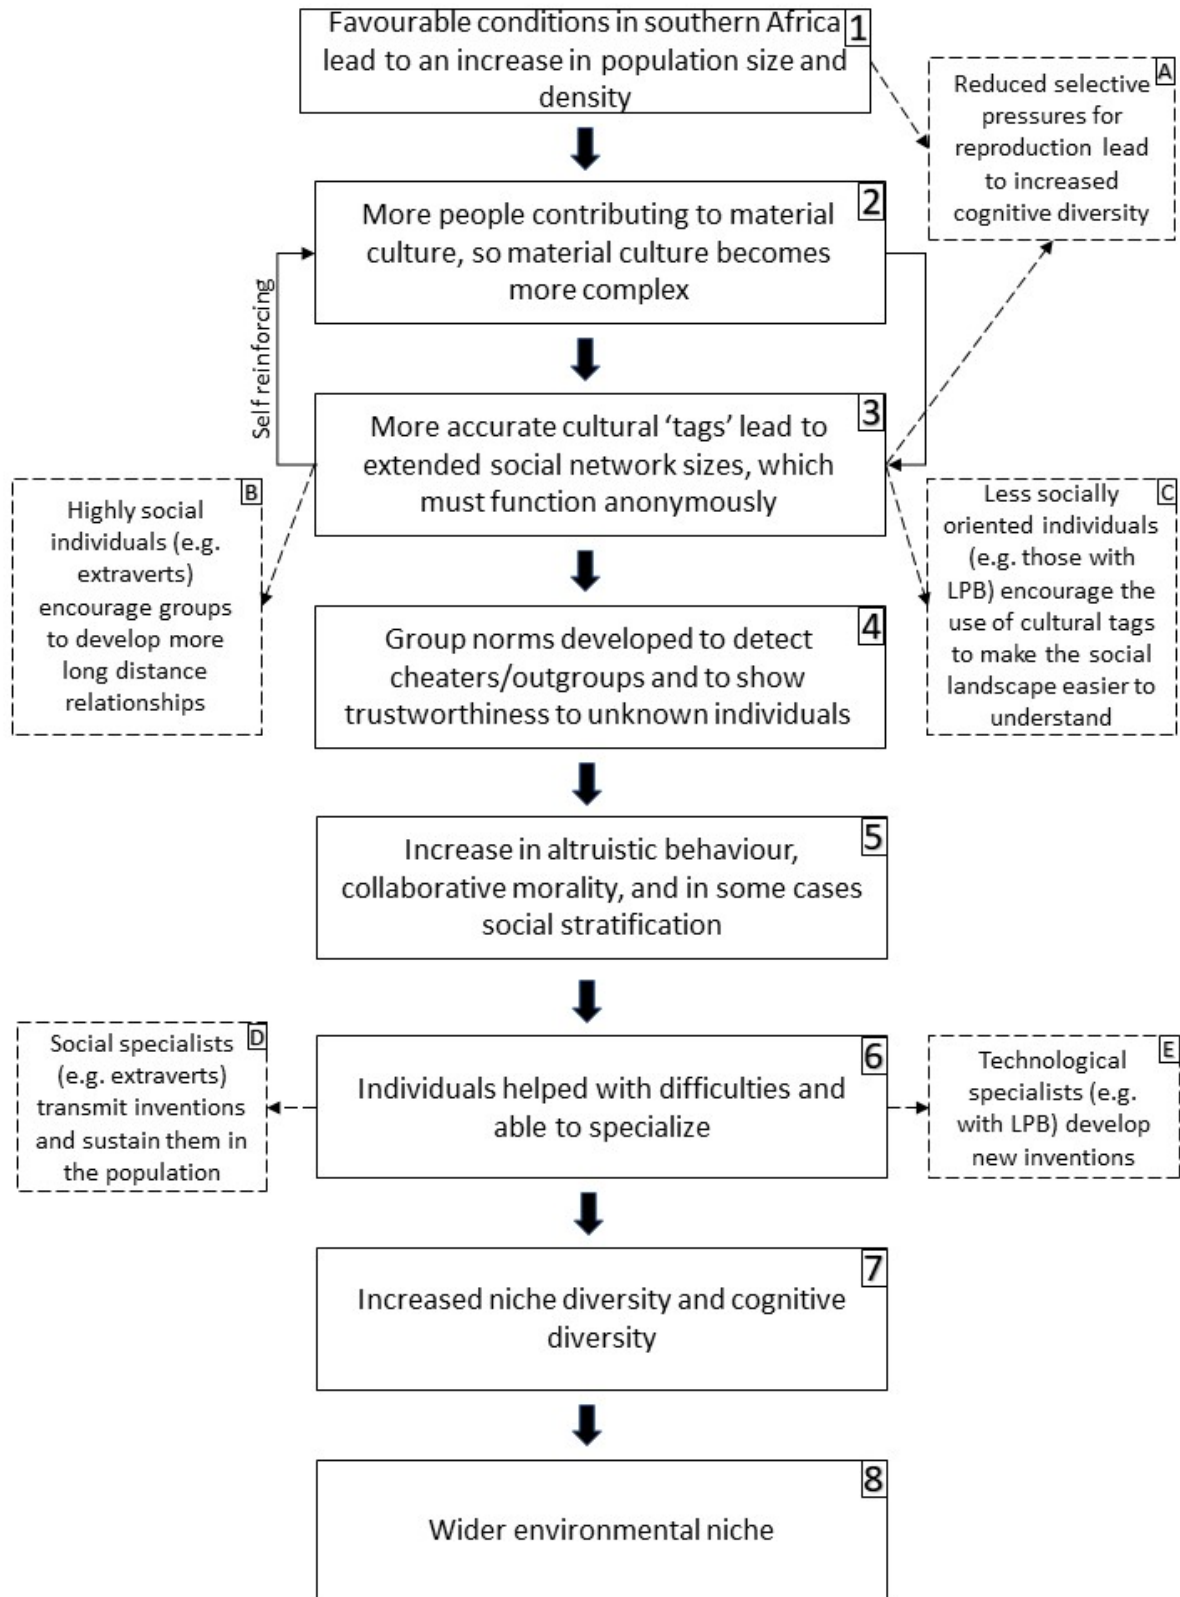 1
Favourable conditions in southern Africa
lead to an increase in population size and
density
A
Reduced selective
pressures for
reproduction lead
to increased
cognitive diversity
2
More people contributing to material
culture, so material culture becomes
more complex
Self reinforcing
3
More accurate cultural ‘tags’ lead to
extended social network sizes, which
must function anonymously
B
Highly social
individuals (e.g.
extraverts)
encourage groups
to develop more
long distance
relationships
C
Less socially
oriented individuals
(e.g. those with
LPB) encourage the
use of cultural tags
to make the social
landscape easier to
understand
4
Group norms developed to detect
cheaters/outgroups and to show
trustworthiness to unknown individuals
5
Increase in altruistic behaviour,
collaborative morality, and in some cases
social stratification
D
Social specialists
(e.g. extraverts)
transmit inventions
and sustain them in
the population
6
Individuals helped with difficulties and
able to specialize
E
Technological
specialists (e.g.
with LPB) develop
new inventions
7
Increased niche diversity and cognitive
diversity
8
Wider environmental niche